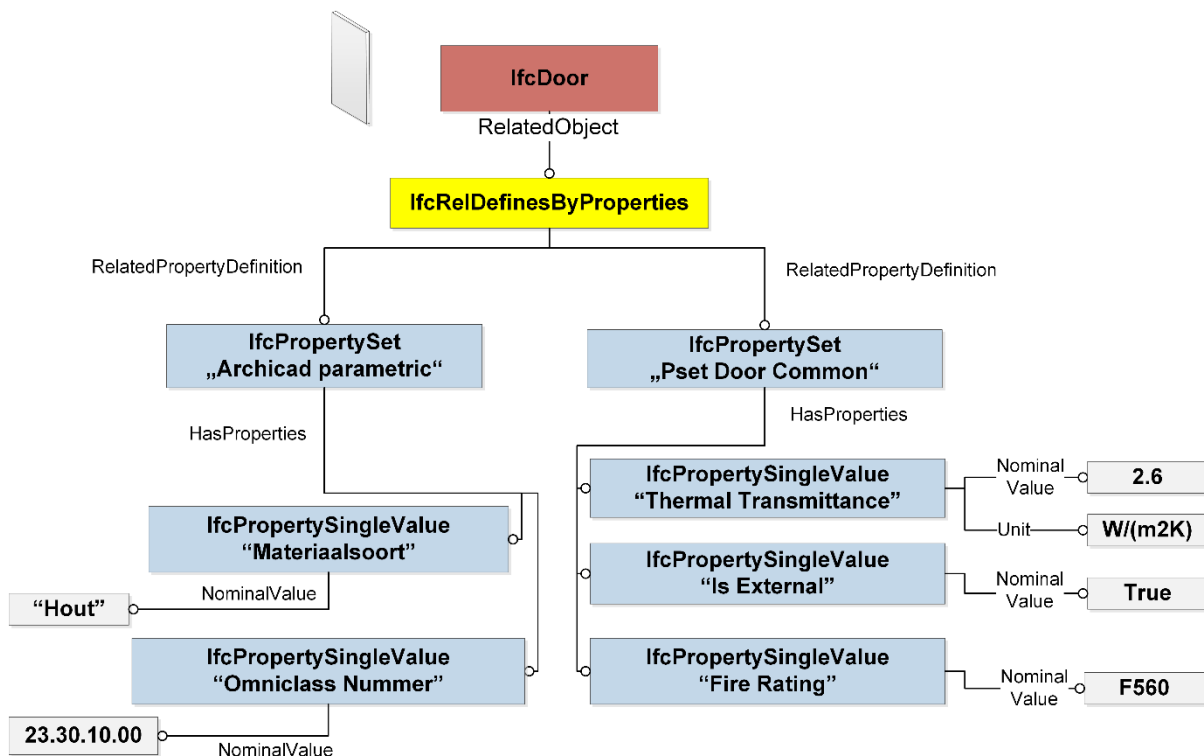 IfcDoor
RelatedObject
IfcRelDefinesByProperties
RelatedPropertyDefinition
RelatedPropertyDefinition
IfcPropertySet
„Archicad parametric“
IfcPropertySet
„Pset Door Common“
HasProperties
HasProperties
IfcPropertySingleValue
“Thermal Transmittance”
Nominal
Value
2.6
Unit
W/(m2K)
IfcPropertySingleValue
“Materiaalsoort”
NominalValue
“Hout”
IfcPropertySingleValue
“Is External”
Nominal
Value
True
IfcPropertySingleValue
“Omniclass Nummer”
NominalValue
23.30.10.00
IfcPropertySingleValue
“Fire Rating”
Nominal
Value
F560